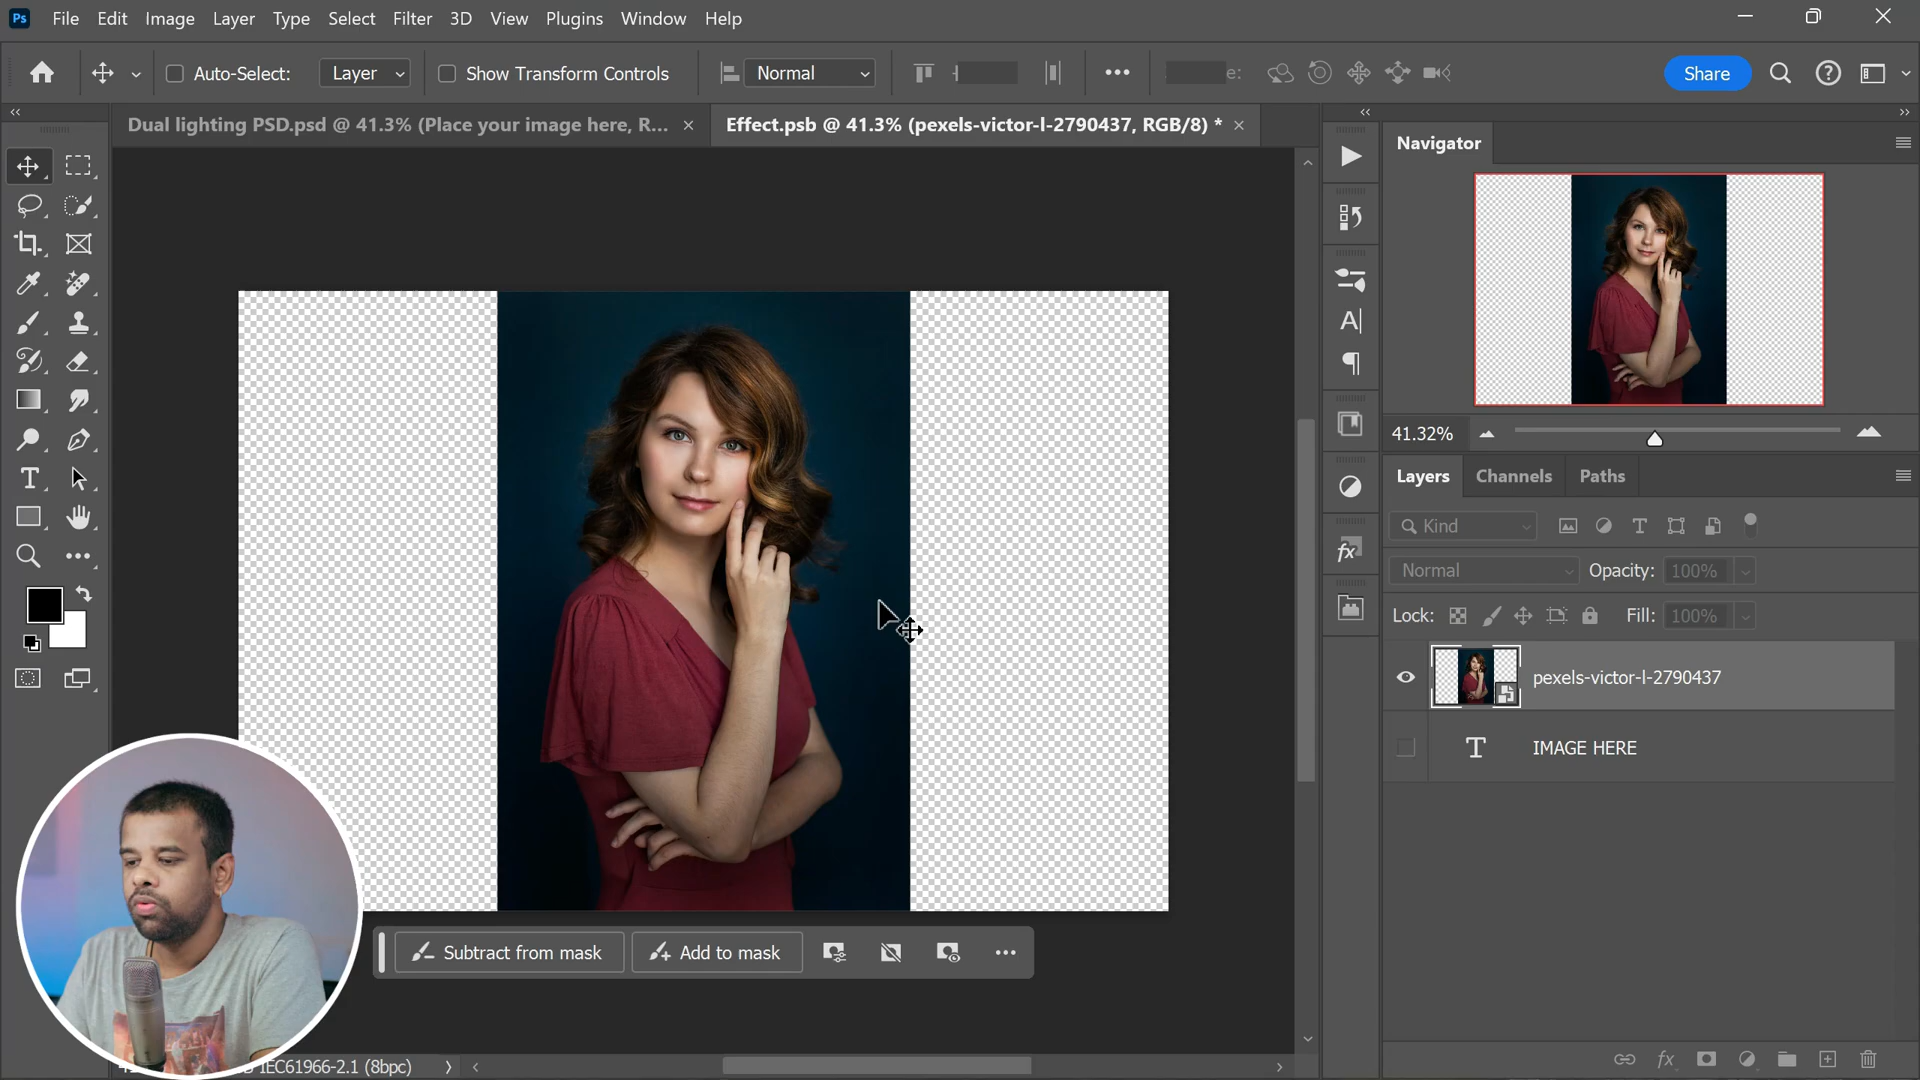 Ps File Edit Image Layer Type Select Filter 3D View Plugins Window Help
Auto-Select: Layer Show Transform Controls Normal ••• e: Share
Dual lighting PSD.psd @ 41.3% (Place your image here, R... × Effect.psb @ 41.3% (pexels-victor-l-2790437, RGB/8) * ×
Navigator
41.32%
Layers Channels Paths
Kind
Normal Opacity: 100%
Lock: Fill: 100%
pexels-victor-l-2790437
T IMAGE HERE
Subtract from mask Add to mask •••
IEC61966-2.1 (8bpc)
fx